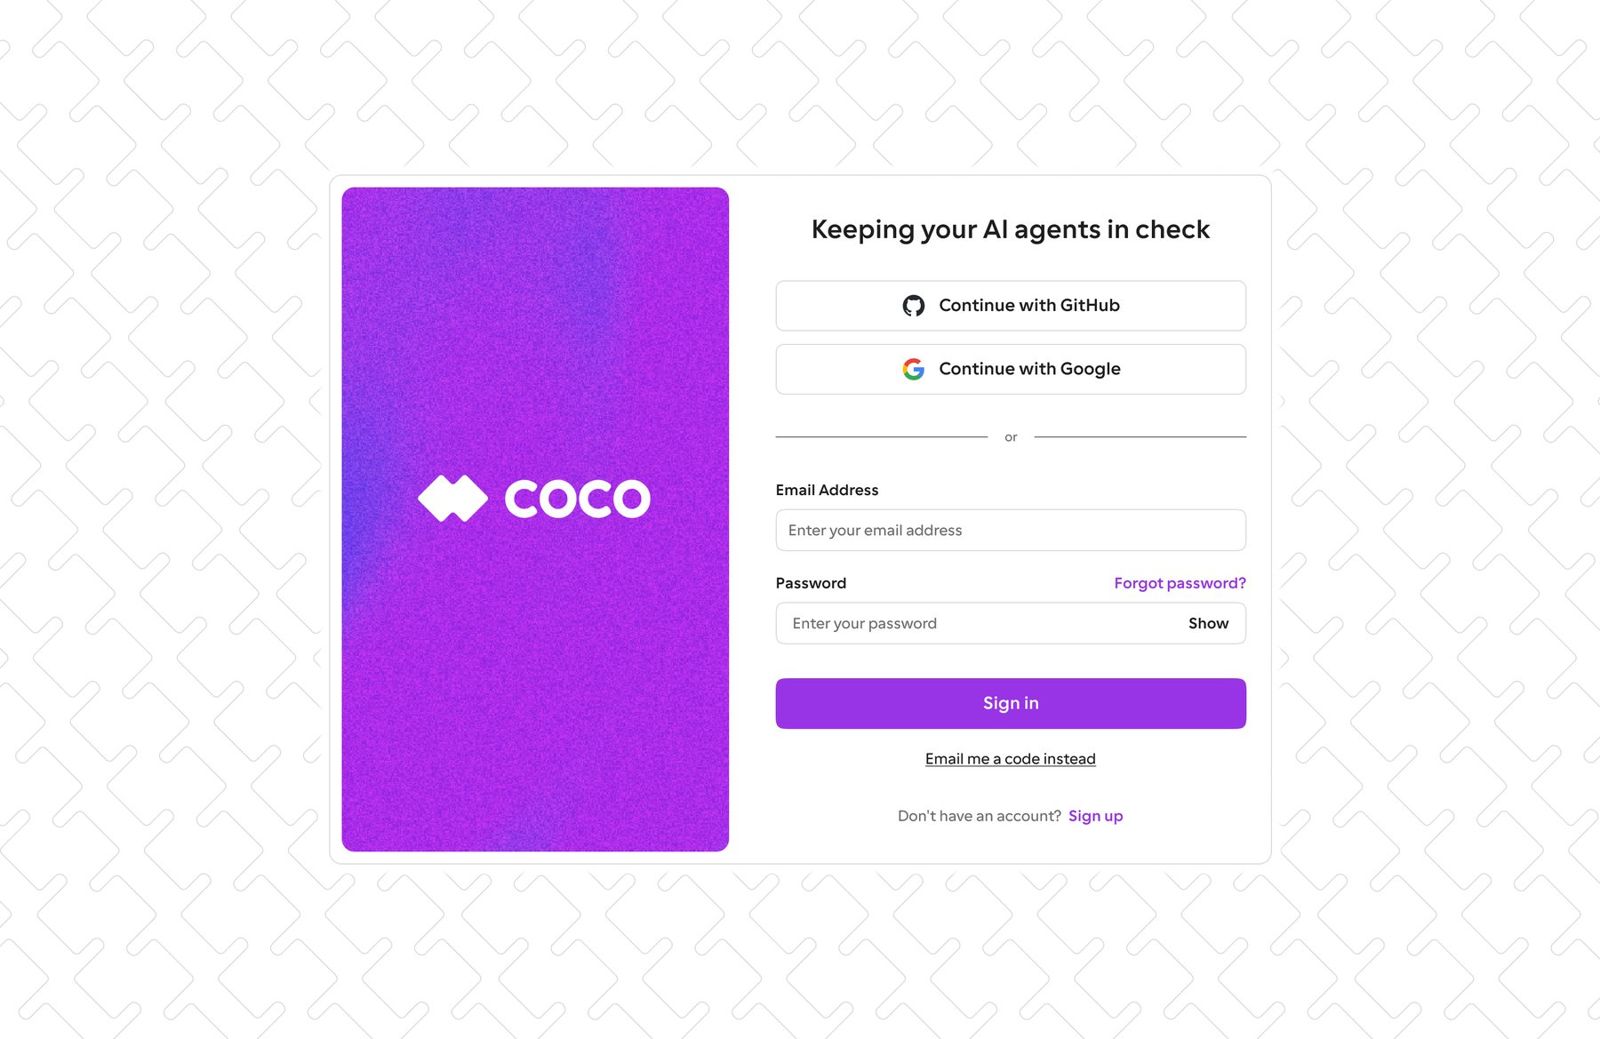 coco
Keeping your AI agents in check
Continue with GitHub
Continue with Google
or
Email Address
Enter your email address
Password
Forgot password?
Enter your password
Show
Sign in
Email me a code instead
Don't have an account? Sign up